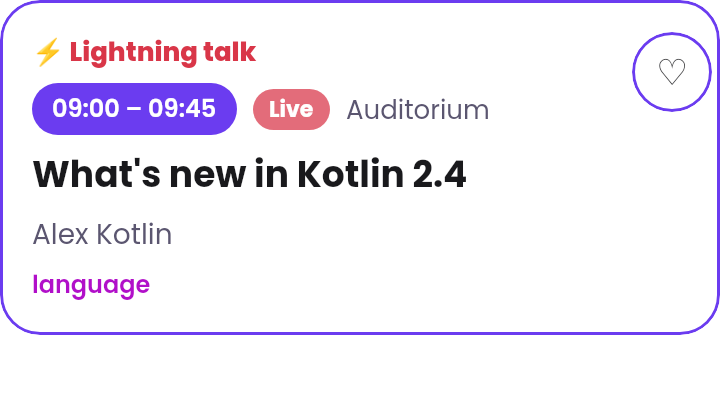 ⚡ Lightning talk
09:00 – 09:45 Live Auditorium
What's new in Kotlin 2.4
Alex Kotlin
language